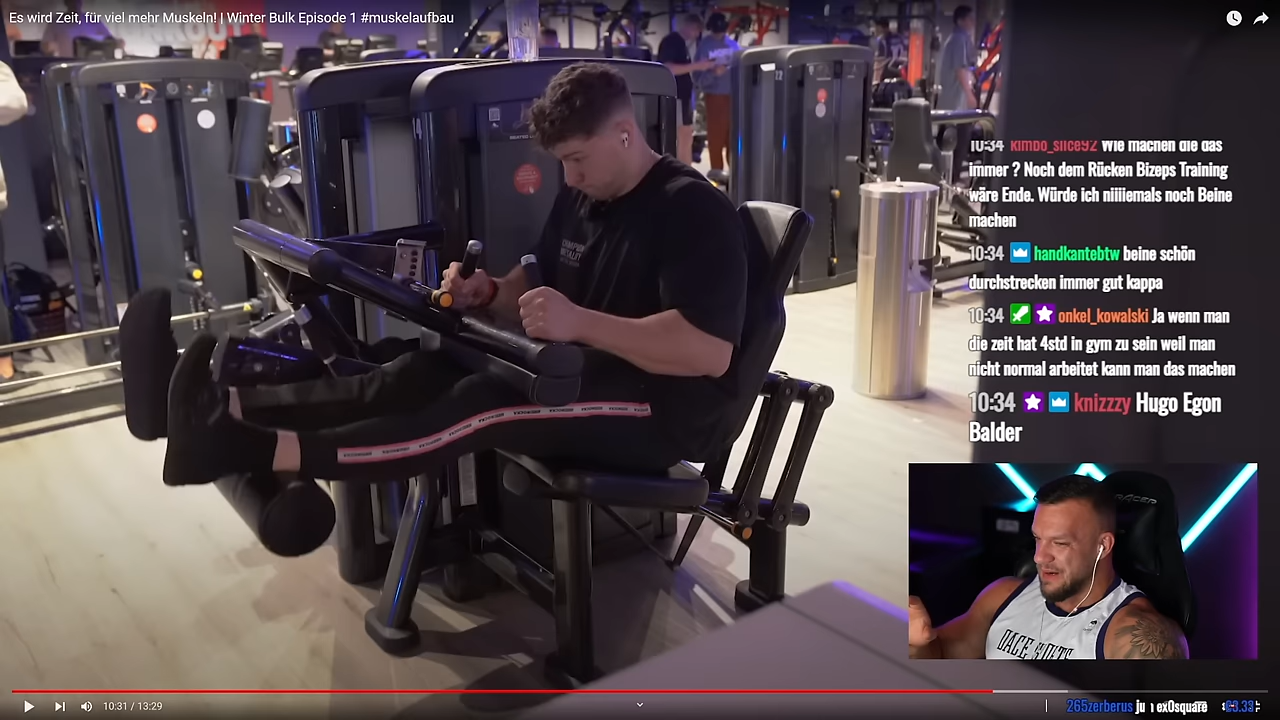 Es wird Zeit, für viel mehr Muskeln! | Winter Bulk Episode 1 #muskelaufbau
10:34 kimbo_slice92 Wie machen die das
immer ? Noch dem Rücken Bizeps Training
wäre Ende. Würde ich niiiiemals noch Beine
machen
10:34 handkantebtw beine schön
durchstrecken immer gut kappa
10:34 onkel_kowalski Ja wenn man
die zeit hat 4std in gym zu sein weil man
nicht normal arbeitet kann man das machen
10:34 knizzzy Hugo Egon
Balder
10:31 / 13:29
265zerberus